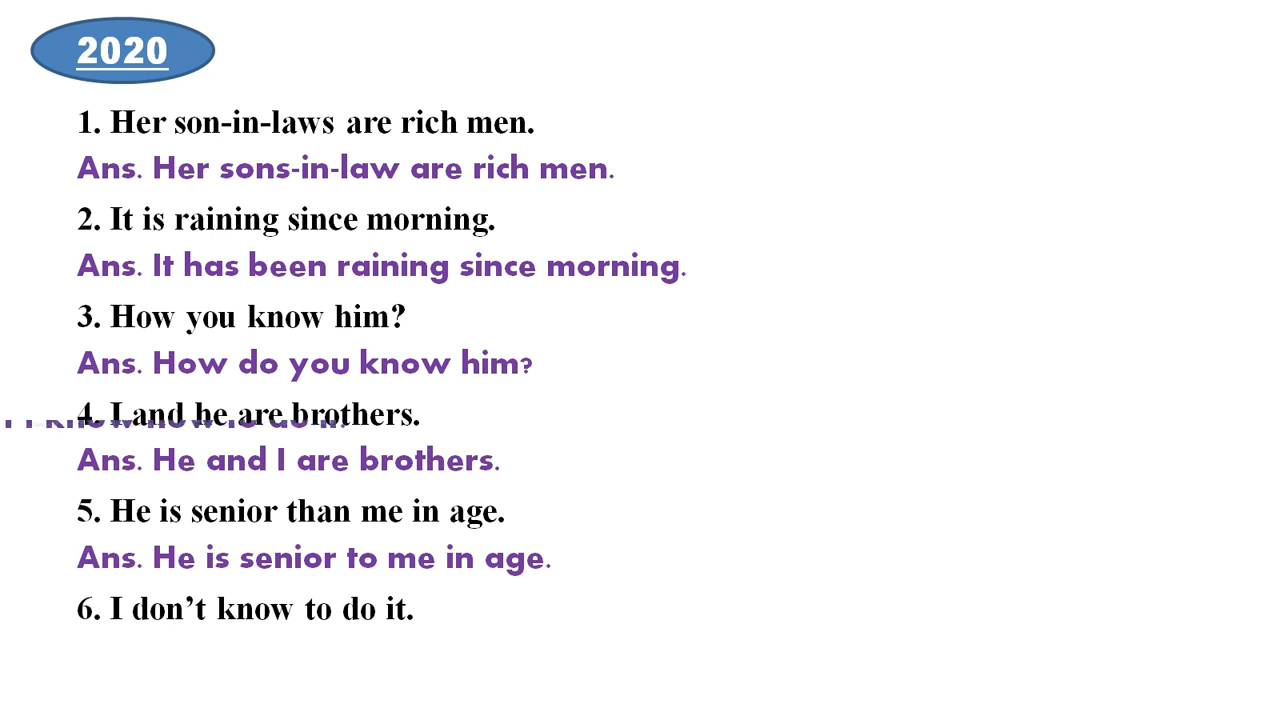 2020
1. Her son-in-laws are rich men.
Ans. Her sons-in-law are rich men.
2. It is raining since morning.
Ans. It has been raining since morning.
3. How you know him?
Ans. How do you know him?
4. I and he are brothers.
Ans. He and I are brothers.
5. He is senior than me in age.
Ans. He is senior to me in age.
6. I don’t know to do it.